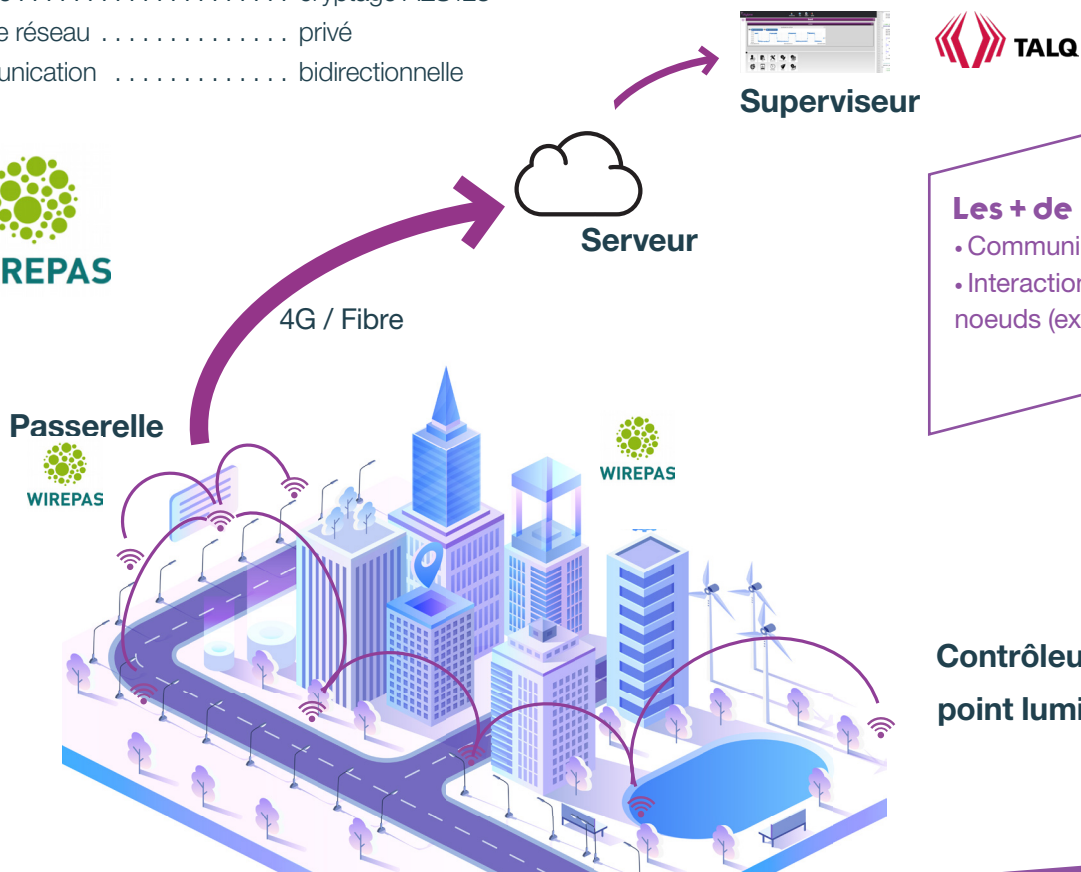 e réseau .............. privé
unication ............. bidirectionnelle
TALQ
Superviseur
Les + de
• Communi
• Interaction
noeuds (ex
Serveur
REPAS
4G / Fibre
Passerelle
WIREPAS
WIREPAS
Contrôleu
point lumi